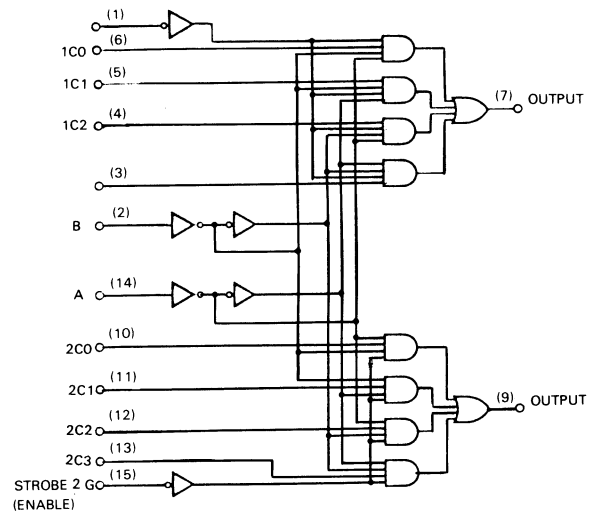 (1)
(6)
1C0
(5)
1C1
(4)
1C2
(7)
OUTPUT
(3)
(2)
B
(14)
A
(10)
2C0
(11)
2C1
(9)
OUTPUT
(12)
2C2
(13)
2C3
(15)
STROBE 2 G
(ENABLE)